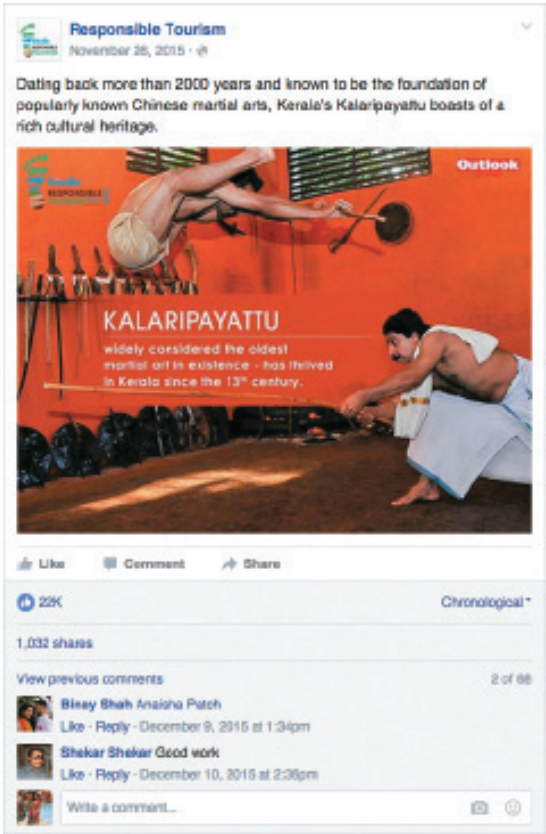 Responsible Tourism
November 26, 2015 ·
Dating back more than 2000 years and known to be the foundation of
popularly known Chinese martial arts, Kerala's Kalaripayattu boasts of a
rich cultural heritage.
Outlook
RESPONSIBLE
KALARIPAYATTU
widely considered the oldest
martial art in existence - has thrived
in Kerala since the 13th century.
Like Comment Share
22K Chronological
1,032 shares
View previous comments 2 of 66
Binay Shah Anaisha Patch
Like · Reply · December 9, 2015 at 1:34pm
Shekar Shekar Good work
Like · Reply · December 10, 2015 at 2:36pm
Write a comment...